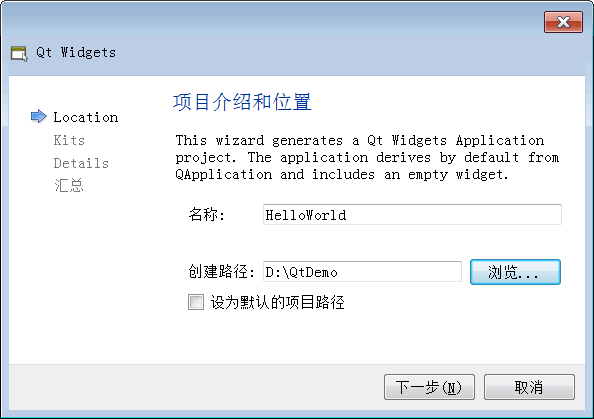 Qt Widgets
Location
Kits
Details
汇总
项目介绍和位置
This wizard generates a Qt Widgets Application
project. The application derives by default from
QApplication and includes an empty widget.
名称: HelloWorld
创建路径: D:\QtDemo 浏览...
设为默认的项目路径
下一步(N) 取消